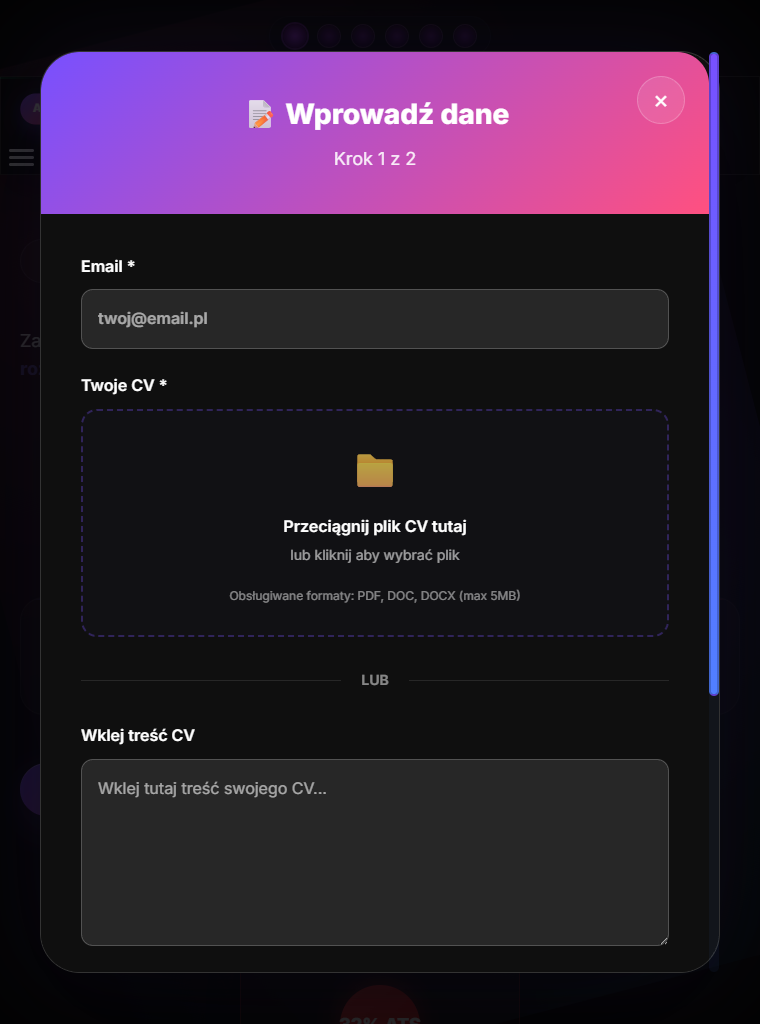 Wprowadź dane
Krok 1 z 2
Email *
twoj@email.pl
Twoje CV *
Przeciągnij plik CV tutaj
lub kliknij aby wybrać plik
Obsługiwane formaty: PDF, DOC, DOCX (max 5MB)
LUB
Wklej treść CV
Wklej tutaj treść swojego CV...